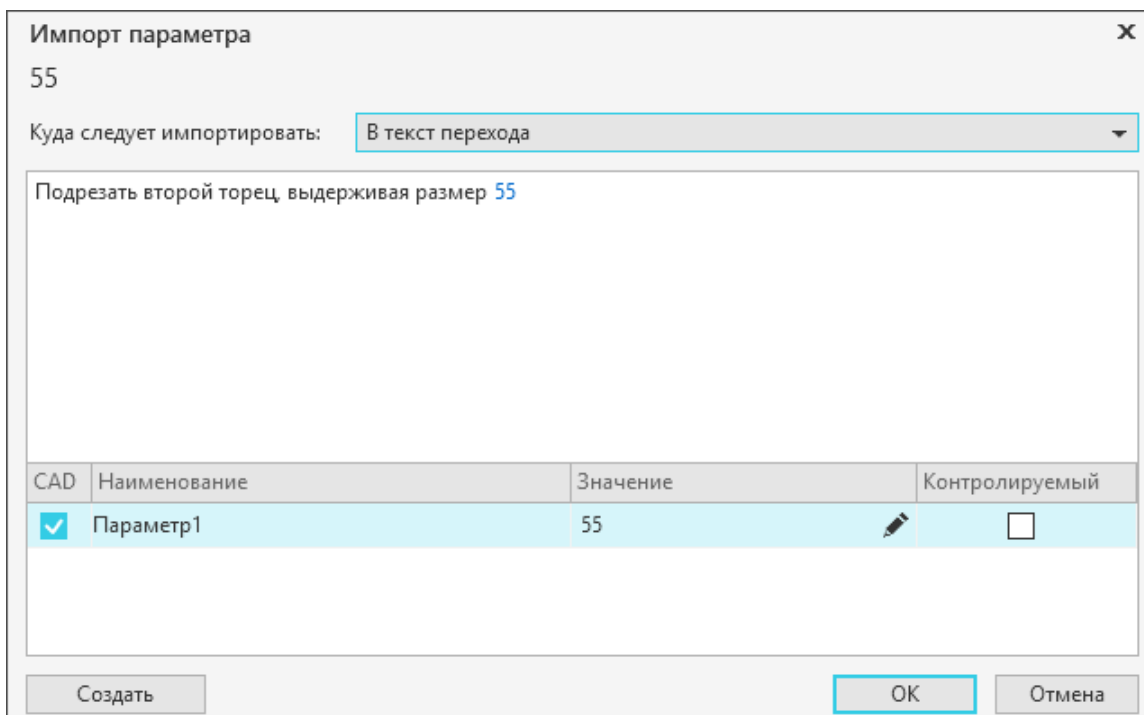 Импорт параметра
55
Куда следует импортировать: В текст перехода
Подрезать второй торец, выдерживая размер 55
CAD Наименование Значение Контролируемый
Параметр1 55
Создать OK Отмена